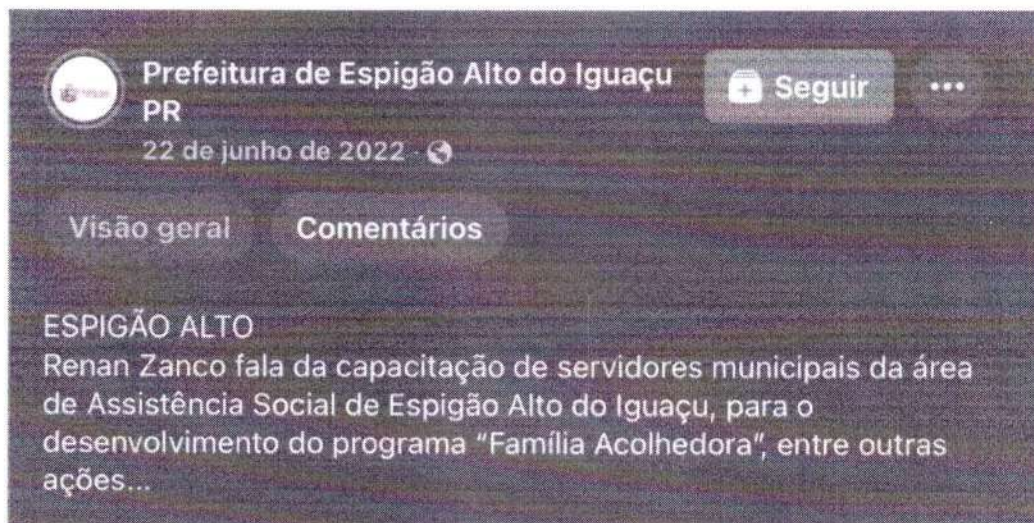 Prefeitura de Espigão Alto do Iguaçu
PR
Seguir
22 de junho de 2022
Visão geral
Comentários
ESPIGÃO ALTO
Renan Zanco fala da capacitação de servidores municipais da área
de Assistência Social de Espigão Alto do Iguaçu, para o
desenvolvimento do programa “Família Acolhedora”, entre outras
ações...